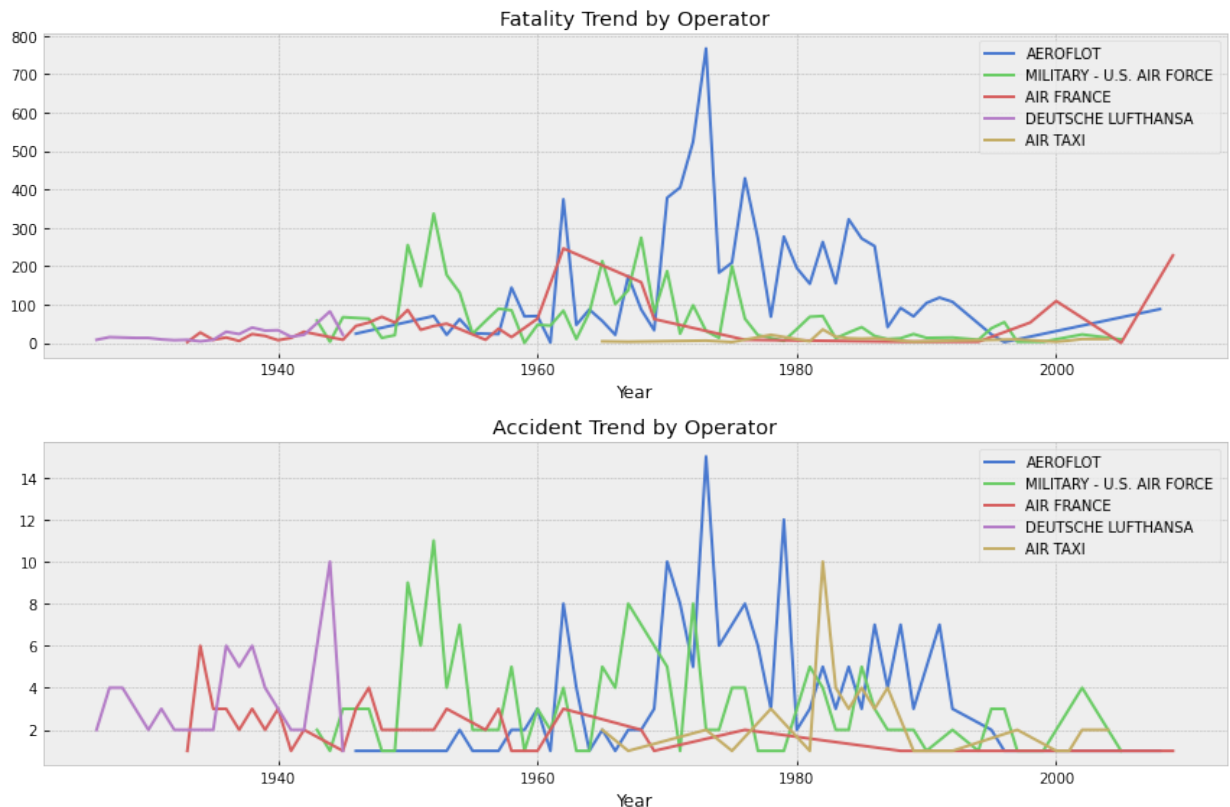 Fatality Trend by Operator
800
700
600
500
400
300
200
100
0
AEROFLOT
MILITARY - U.S. AIR FORCE
AIR FRANCE
DEUTSCHE LUFTHANSA
AIR TAXI
1940 1960 1980 2000
Year
Accident Trend by Operator
14
12
10
8
6
4
2
AEROFLOT
MILITARY - U.S. AIR FORCE
AIR FRANCE
DEUTSCHE LUFTHANSA
AIR TAXI
1940 1960 1980 2000
Year